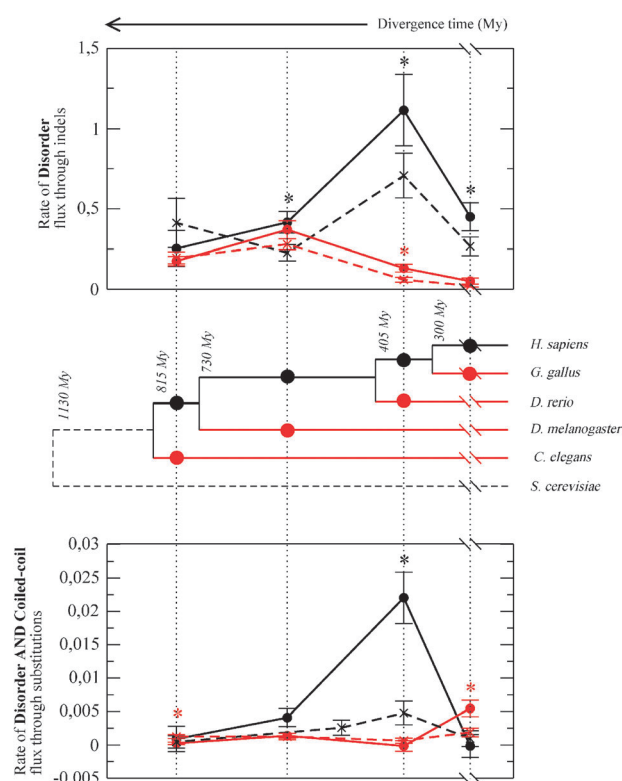 Divergence time (My)
1,5
1
0,5
0
Rate of Disorder
flux through indels
*
*
*
*
1130 My
815 My
730 My
405 My
300 My
H. sapiens
G. gallus
D. rerio
D. melanogaster
C. elegans
S. cerevisiae
0,03
0,025
0,02
0,015
0,01
0,005
0
-0.005
Rate of Disorder AND Coiled-coil
flux through substitutions
*
*
*